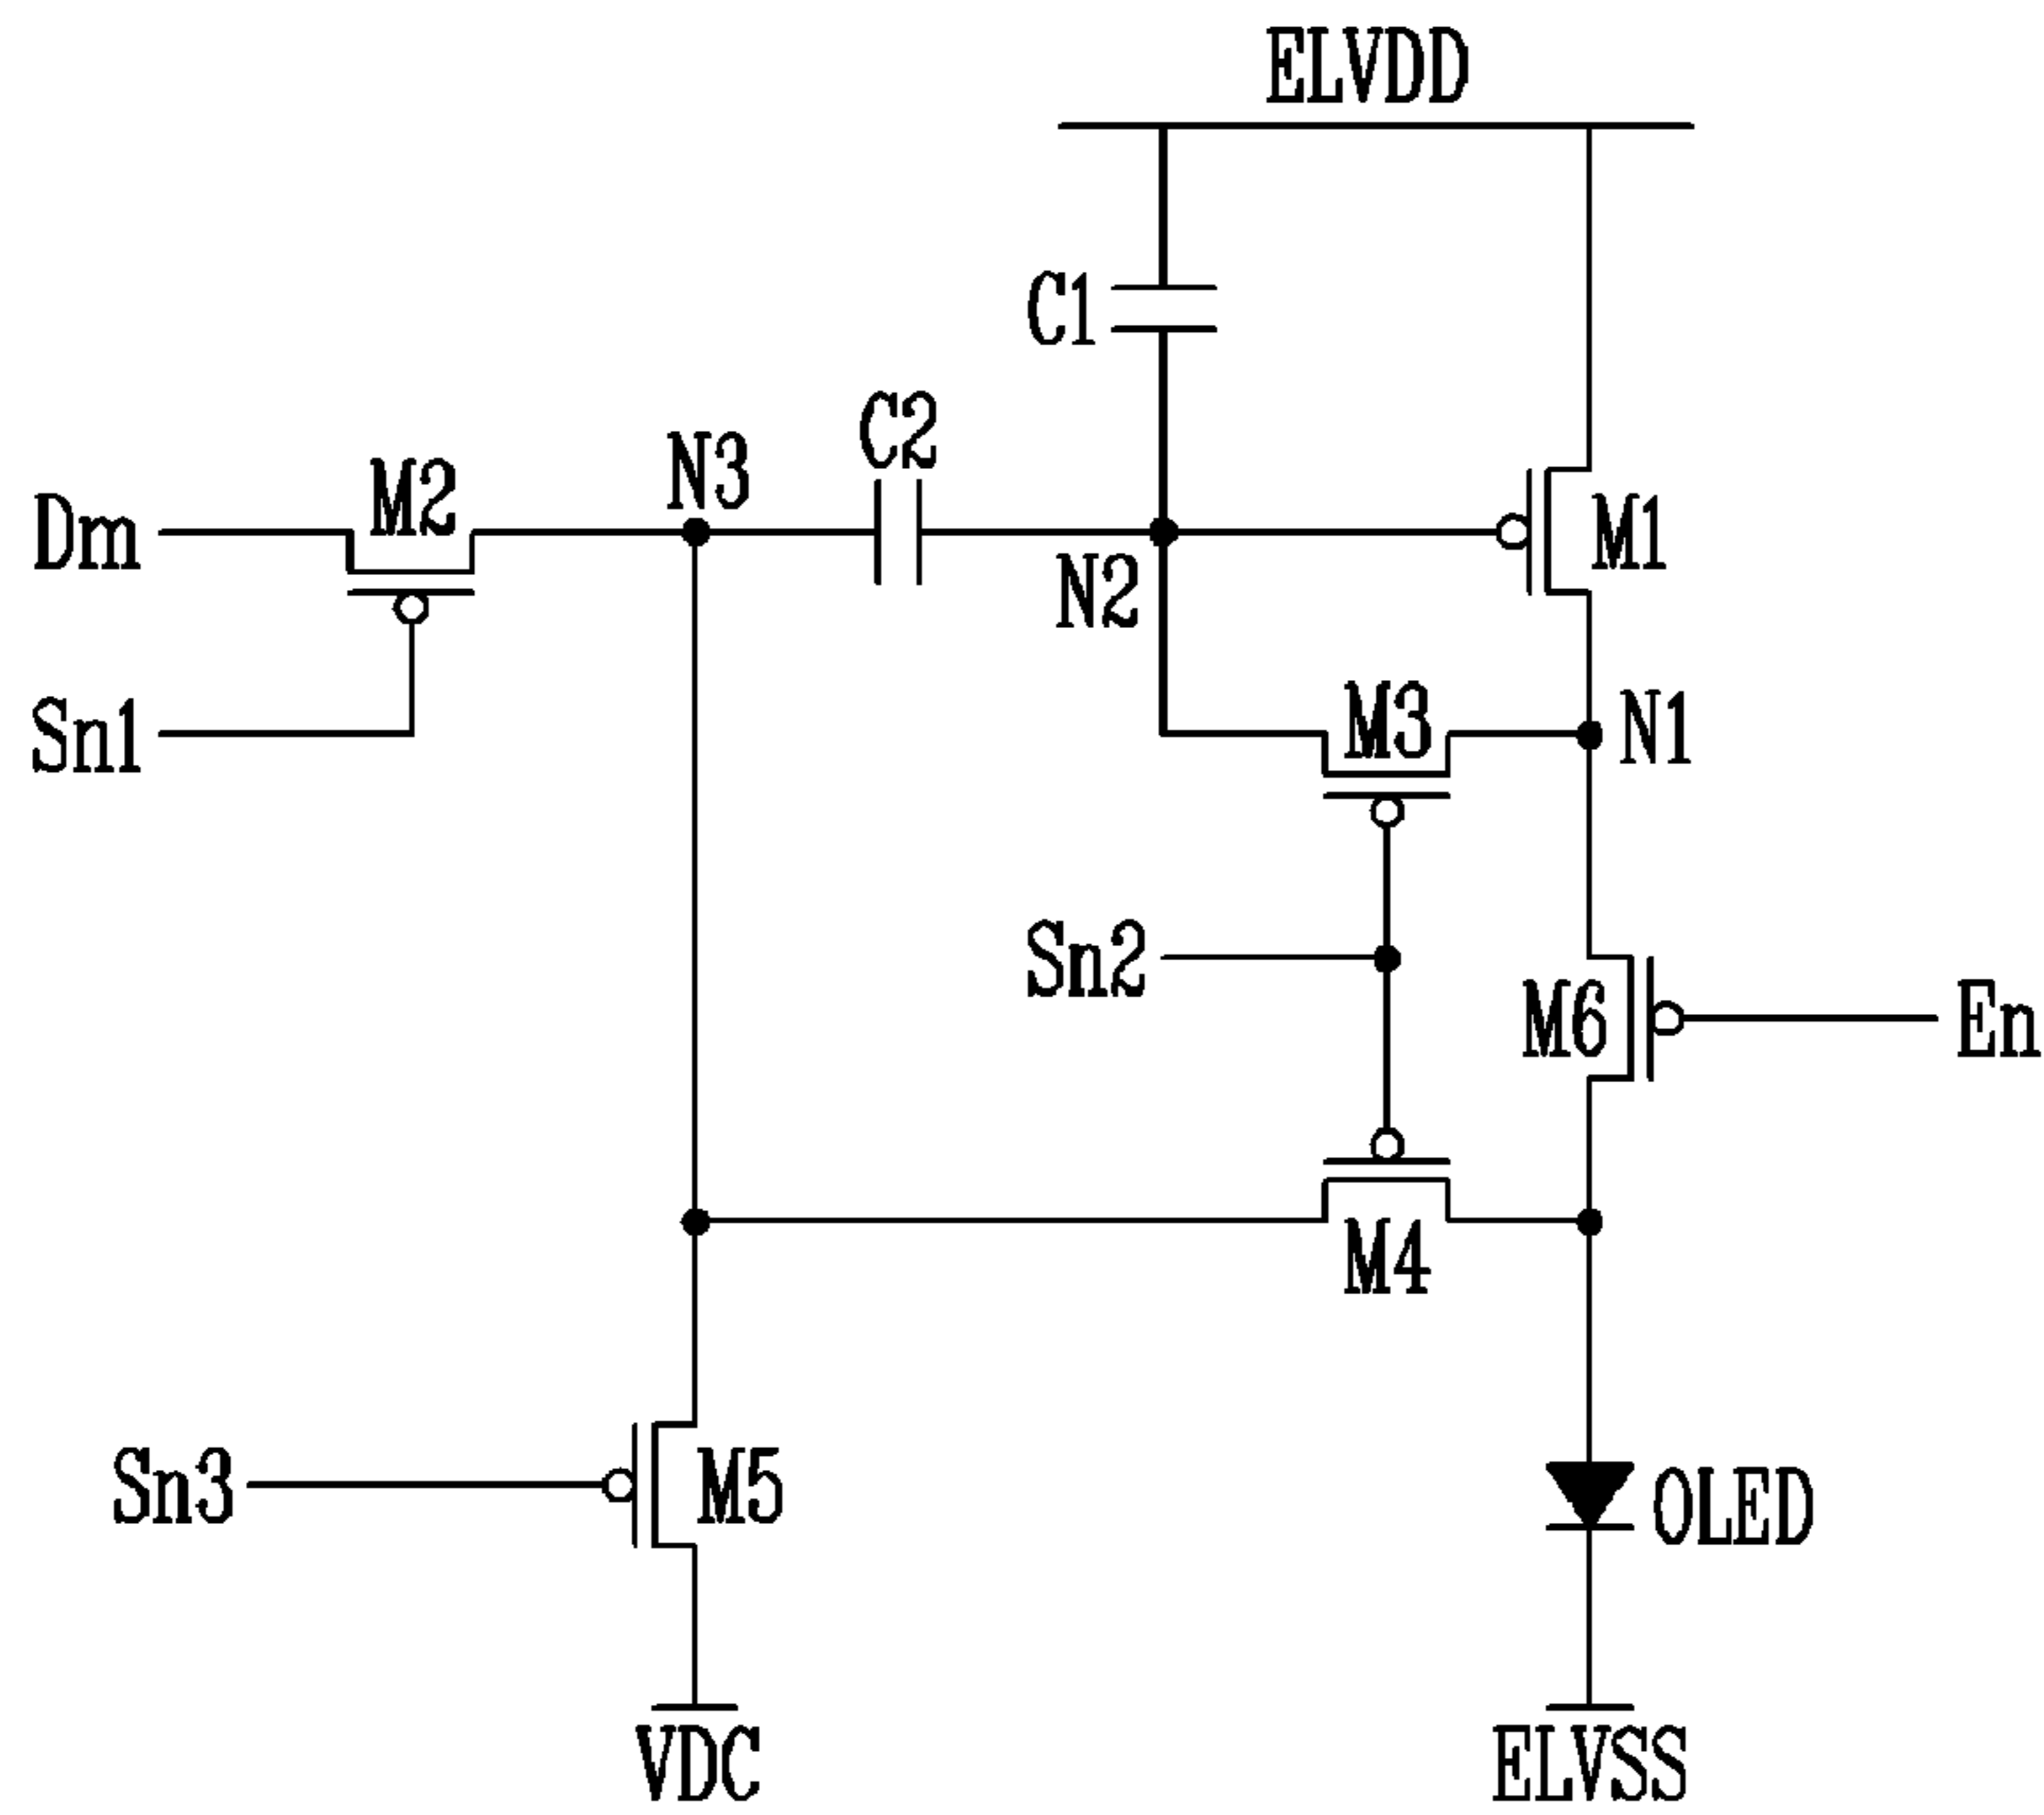 ELVDD
C1
C2
N3
M2
Dm
M1
N2
Sn1
M3
N1
Sn2
M6
En
M4
Sn3
M5
OLED
VDC
ELVSS